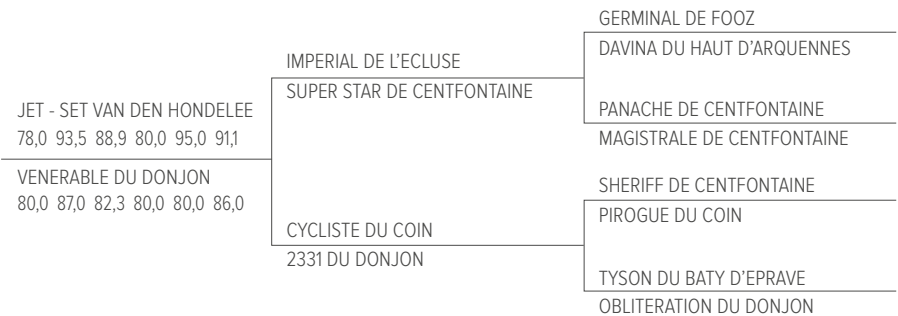 JET - SET VAN DEN HONDELEE
78,0 93,5 88,9 80,0 95,0 91,1
VENERABLE DU DONJON
80,0 87,0 82,3 80,0 80,0 86,0
IMPERIAL DE L'ECLUSE
SUPER STAR DE CENTFONTAINE
CYCLISTE DU COIN
2331 DU DONJON
GERMINAL DE FOOZ
DAVINA DU HAUT D'ARQUENNES
PANACHE DE CENTFONTAINE
MAGISTRALE DE CENTFONTAINE
SHERIFF DE CENTFONTAINE
PIROGUE DU COIN
TYSON DU BATY D'EPRAVE
OBLITERATION DU DONJON